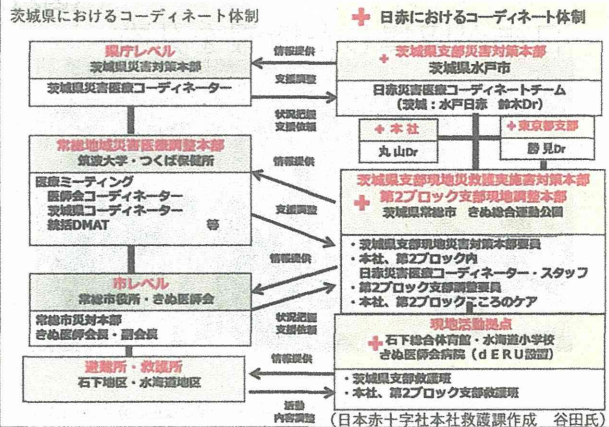 茨城県におけるコーディネート体制
日赤におけるコーディネート体制
県庁レベル
茨城県災害対策本部
茨城県災害医療コーディネーター
常総地域災害医療調整本部
筑波大学・つくば保健所
医療ミーティング
医師会コーディネーター
茨城県コーディネーター
統括DMAT 等
市レベル
常総市役所・きぬ医師会
常総市災対本部
きぬ医師会長・副会長
避難所・救護所
石下地区・水海道地区
情報提供
支援調整
状況把握
支援依頼
情報提供
支援調整
情報提供
状況把握
支援依頼
情報提供
活動
内容調整
茨城県支部災害対策本部
茨城県水戸市
日赤災害医療コーディネートチーム
(茨城:水戸日赤 鈴木Dr)
本社
丸山Dr
東京都支部
勝見Dr
茨城県支部現地災救護実施害対策本部
第2ブロック支部現地調整本部
茨城県常総市 きぬ総合運動公園
・茨城県支部現地災害対策本部要員
・本社、第2ブロック内
日赤災害医療コーディネーター・スタッフ
・第2ブロック支部調整要員
・本社、第2ブロックこころのケア
現地活動拠点
石下総合体育館・水海道小学校
きぬ医師会病院(dERU設置)
・茨城県支部救護班
・本社、第2ブロック支部救護班
(日本赤十字社本社救護課作成 谷田氏)